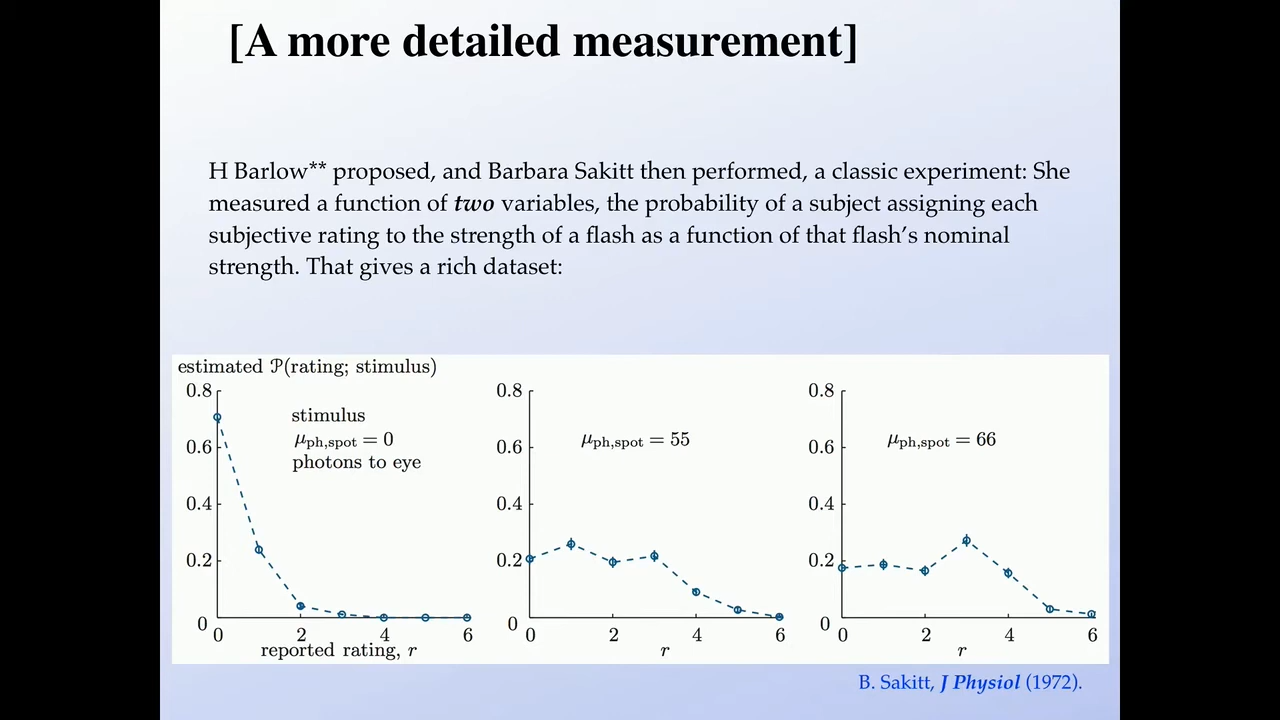 [A more detailed measurement]
H Barlow** proposed, and Barbara Sakitt then performed, a classic experiment: She
measured a function of two variables, the probability of a subject assigning each
subjective rating to the strength of a flash as a function of that flash's nominal
strength. That gives a rich dataset:
estimated 𝒫(rating; stimulus)
0.8
0.6
0.4
0.2
0
stimulus
μph,spot = 0
photons to eye
0 2 4 6
reported rating, r
0.8
0.6
0.4
0.2
0
μph,spot = 55
0 2 4 6
r
0.8
0.6
0.4
0.2
0
μph,spot = 66
0 2 4 6
r
B. Sakitt, J Physiol (1972).